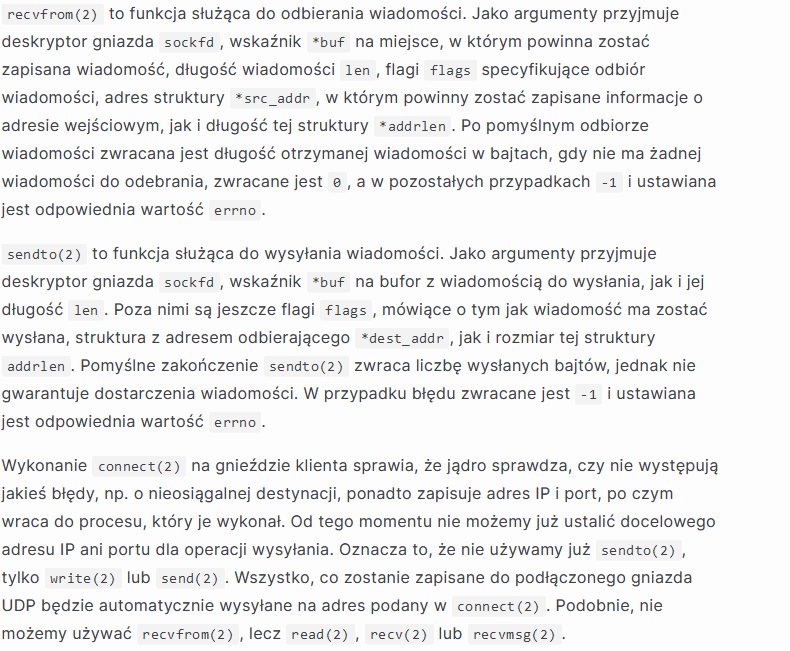 recvfrom(2) to funkcja służąca do odbierania wiadomości. Jako argumenty przyjmuje
deskryptor gniazda sockfd, wskaźnik *buf na miejsce, w którym powinna zostać
zapisana wiadomość, długość wiadomości len, flagi flags specyfikujące odbiór
wiadomości, adres struktury *src_addr, w którym powinny zostać zapisane informacje o
adresie wejściowym, jak i długość tej struktury *addrlen. Po pomyślnym odbiorze
wiadomości zwracana jest długość otrzymanej wiadomości w bajtach, gdy nie ma żadnej
wiadomości do odebrania, zwracane jest 0, a w pozostałych przypadkach -1 i ustawiana
jest odpowiednia wartość errno.
sendto(2) to funkcja służąca do wysyłania wiadomości. Jako argumenty przyjmuje
deskryptor gniazda sockfd, wskaźnik *buf na bufor z wiadomością do wysłania, jak i jej
długość len. Poza nimi są jeszcze flagi flags, mówiące o tym jak wiadomość ma zostać
wysłana, struktura z adresem odbierającego *dest_addr, jak i rozmiar tej struktury
addrlen. Pomyślne zakończenie sendto(2) zwraca liczbę wysłanych bajtów, jednak nie
gwarantuje dostarczenia wiadomości. W przypadku błędu zwracane jest -1 i ustawiana
jest odpowiednia wartość errno.
Wykonanie connect(2) na gnieździe klienta sprawia, że jądro sprawdza, czy nie występują
jakieś błędy, np. o nieosiągalnej destynacji, ponadto zapisuje adres IP i port, po czym
wraca do procesu, który je wykonał. Od tego momentu nie możemy już ustalić docelowego
adresu IP ani portu dla operacji wysyłania. Oznacza to, że nie używamy już sendto(2),
tylko write(2) lub send(2). Wszystko, co zostanie zapisane do podłączonego gniazda
UDP będzie automatycznie wysyłane na adres podany w connect(2). Podobnie, nie
możemy używać recvfrom(2), lecz read(2), recv(2) lub recvmsg(2).